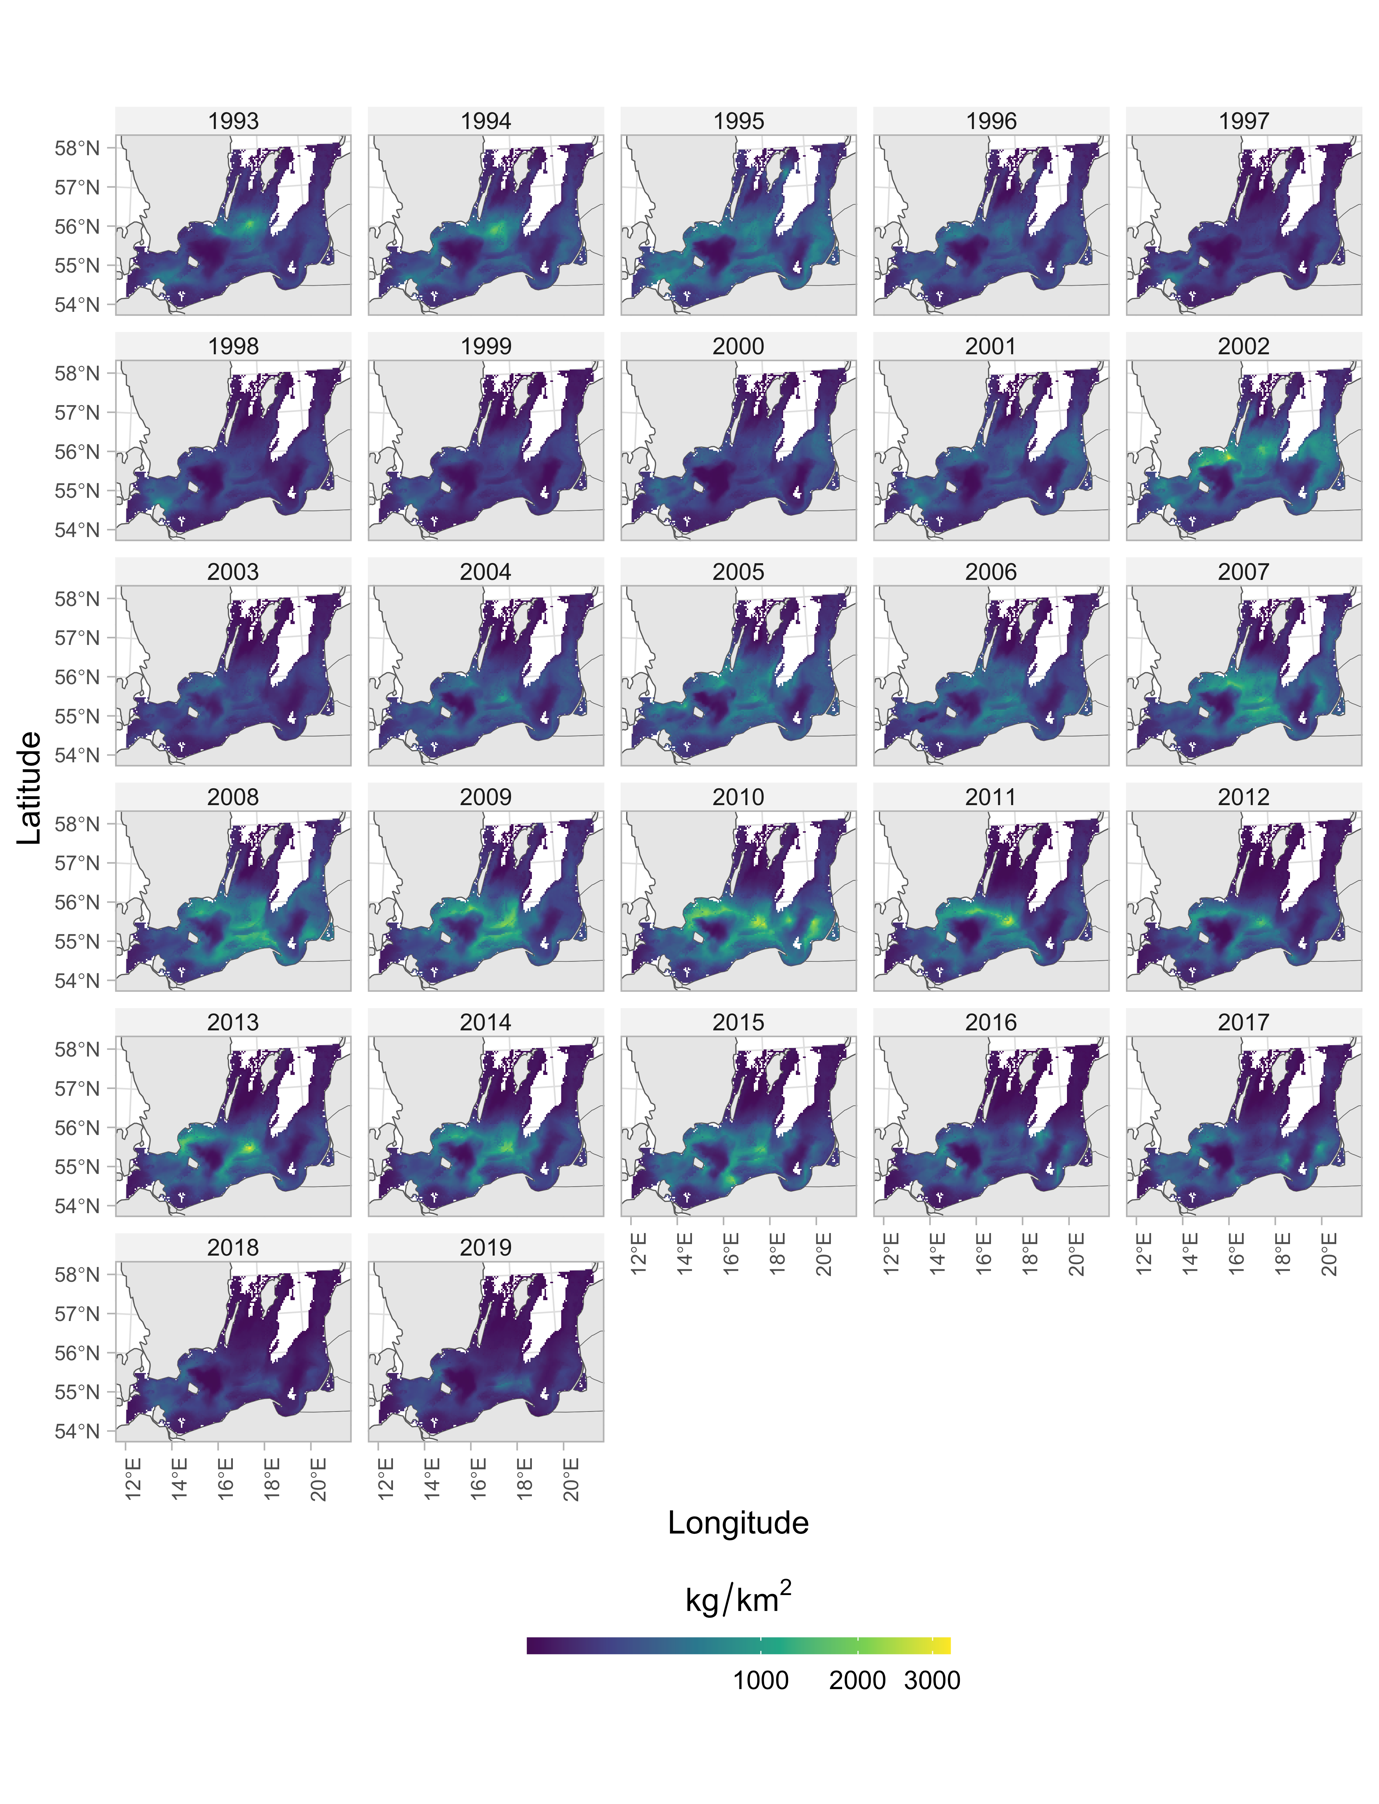 1993 1994 1995 1996 1997
58°N
57°N
56°N
55°N
54°N
1998 1999 2000 2001 2002
58°N
57°N
56°N
55°N
54°N
2003 2004 2005 2006 2007
58°N
57°N
56°N
55°N
54°N
Latitude
2008 2009 2010 2011 2012
58°N
57°N
56°N
55°N
54°N
2013 2014 2015 2016 2017
58°N
57°N
56°N
55°N
54°N
12°E 14°E 16°E 18°E 20°E 12°E 14°E 16°E 18°E 20°E 12°E 14°E 16°E 18°E 20°E
2018 2019
58°N
57°N
56°N
55°N
54°N
12°E 14°E 16°E 18°E 20°E 12°E 14°E 16°E 18°E 20°E
Longitude
kg/km²
1000 2000 3000